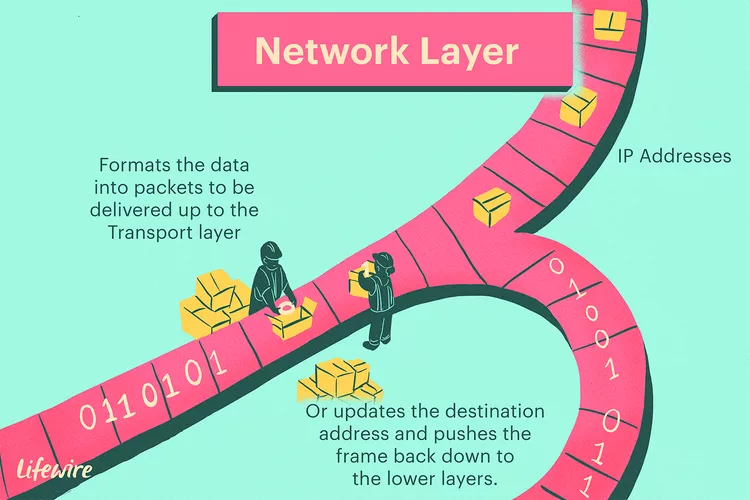 Network Layer
IP Addresses
Formats the data
into packets to be
delivered up to the
Transport layer
0110101
01001011
Or updates the destination
address and pushes the
frame back down to
the lower layers.
Lifewire